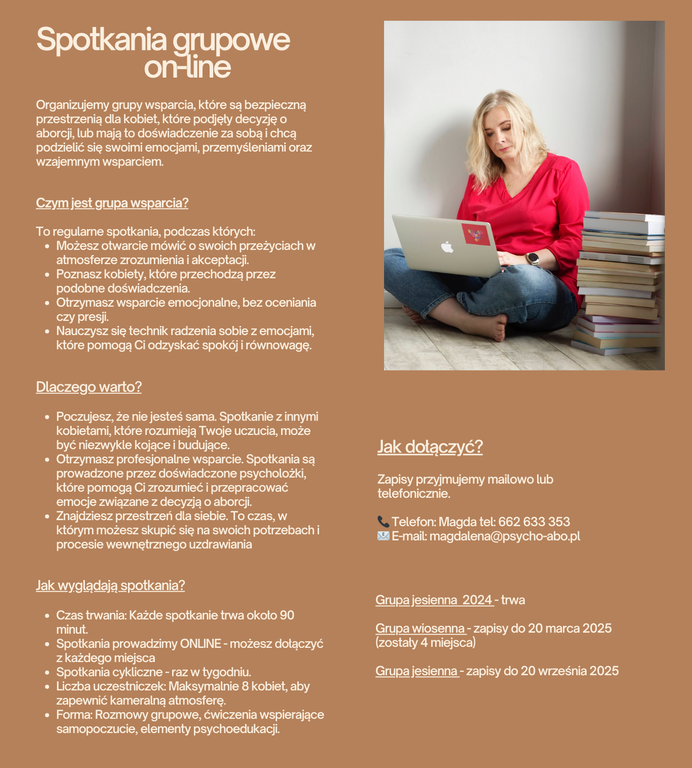 Spotkania grupowe
on-line
Organizujemy grupy wsparcia, które są bezpieczną
przestrzenią dla kobiet, które podjęły decyzję o
aborcji, lub mają to doświadczenie za sobą i chcą
podzielić się swoimi emocjami, przemyśleniami oraz
wzajemnym wsparciem.
Czym jest grupa wsparcia?
To regularne spotkania, podczas których:
• Możesz otwarcie mówić o swoich przeżyciach w
atmosferze zrozumienia i akceptacji.
• Poznasz kobiety, które przechodzą przez
podobne doświadczenia.
• Otrzymasz wsparcie emocjonalne, bez oceniania
czy presji.
• Nauczysz się technik radzenia sobie z emocjami,
które pomogą Ci odzyskać spokój i równowagę.
Dlaczego warto?
• Poczujesz, że nie jesteś sama. Spotkanie z innymi
kobietami, które rozumieją Twoje uczucia, może
być niezwykle kojące i budujące.
• Otrzymasz profesjonalne wsparcie. Spotkania są
prowadzone przez doświadczone psycholożki,
które pomogą Ci zrozumieć i przepracować
emocje związane z decyzją o aborcji.
• Znajdziesz przestrzeń dla siebie. To czas, w
którym możesz skupić się na swoich potrzebach i
procesie wewnętrznego uzdrawiania
Jak wyglądają spotkania?
• Czas trwania: Każde spotkanie trwa około 90
minut.
• Spotkania prowadzimy ONLINE - możesz dołączyć
z każdego miejsca
• Spotkania cykliczne - raz w tygodniu.
• Liczba uczestniczek: Maksymalnie 8 kobiet, aby
zapewnić kameralną atmosferę.
• Forma: Rozmowy grupowe, ćwiczenia wspierające
samopoczucie, elementy psychoedukacji.
Jak dołączyć?
Zapisy przyjmujemy mailowo lub
telefonicznie.
📞 Telefon: Magda tel: 662 633 353
📧 E-mail: magdalena@psycho-abo.pl
Grupa jesienna 2024 - trwa
Grupa wiosenna - zapisy do 20 marca 2025
(zostały 4 miejsca)
Grupa jesienna - zapisy do 20 września 2025